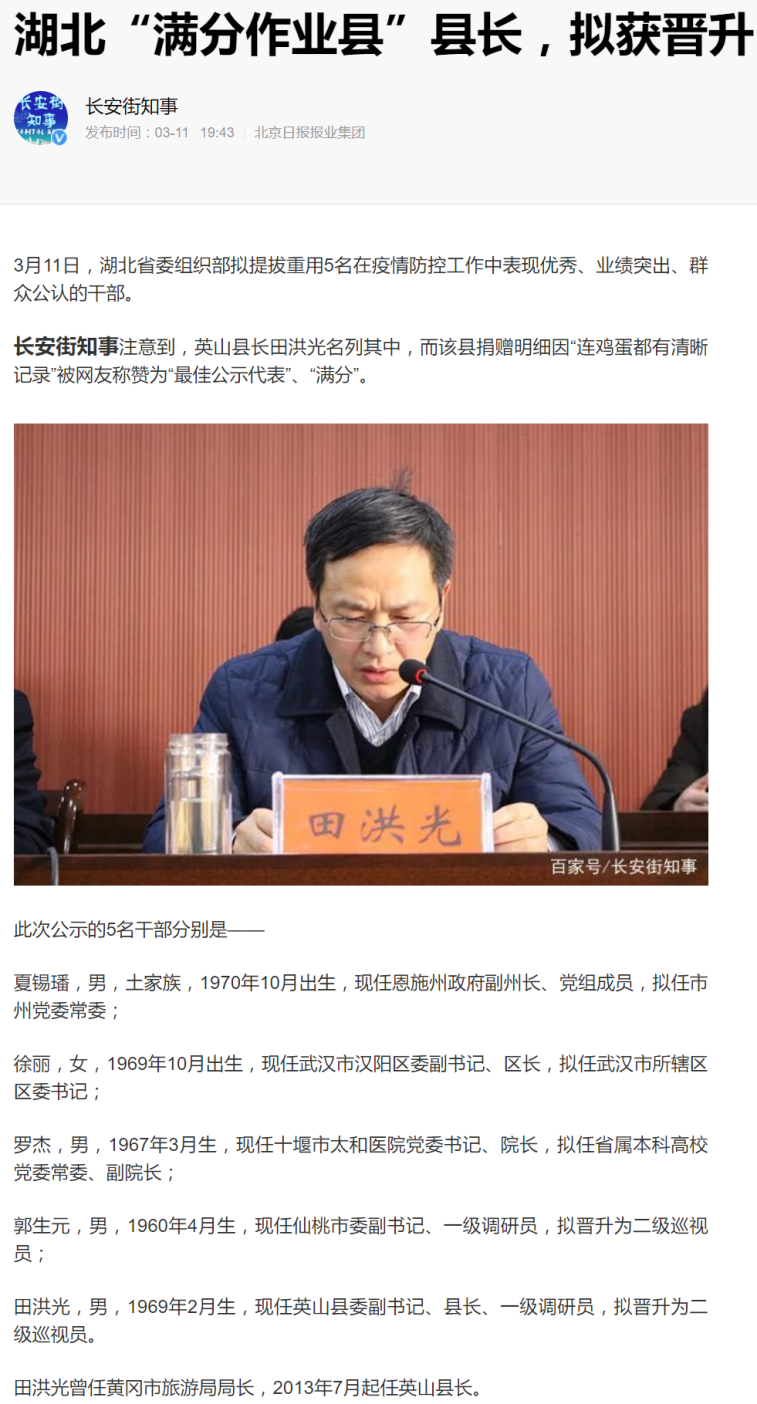 湖北“满分作业县”县长，拟获晋升
长安街知事
发布时间：03-11 19:43 北京日报报业集团
3月11日，湖北省委组织部拟提拔重用5名在疫情防控工作中表现优秀、业绩突出、群
众公认的干部。
长安街知事注意到，英山县长田洪光名列其中，而该县捐赠明细因“连鸡蛋都有清晰
记录”被网友称赞为“最佳公示代表”、“满分”。
田洪光
百家号/长安街知事
此次公示的5名干部分别是——
夏锡璠，男，土家族，1970年10月出生，现任恩施州政府副州长、党组成员，拟任市
州党委常委；
徐丽，女，1969年10月出生，现任武汉市汉阳区委副书记、区长，拟任武汉市所辖区
区委书记；
罗杰，男，1967年3月生，现任十堰市太和医院党委书记、院长，拟任省属本科高校
党委常委、副院长；
郭生元，男，1960年4月生，现任仙桃市委副书记、一级调研员，拟晋升为二级巡视
员；
田洪光，男，1969年2月生，现任英山县委副书记、县长、一级调研员，拟晋升为二
级巡视员。
田洪光曾任黄冈市旅游局局长，2013年7月起任英山县长。